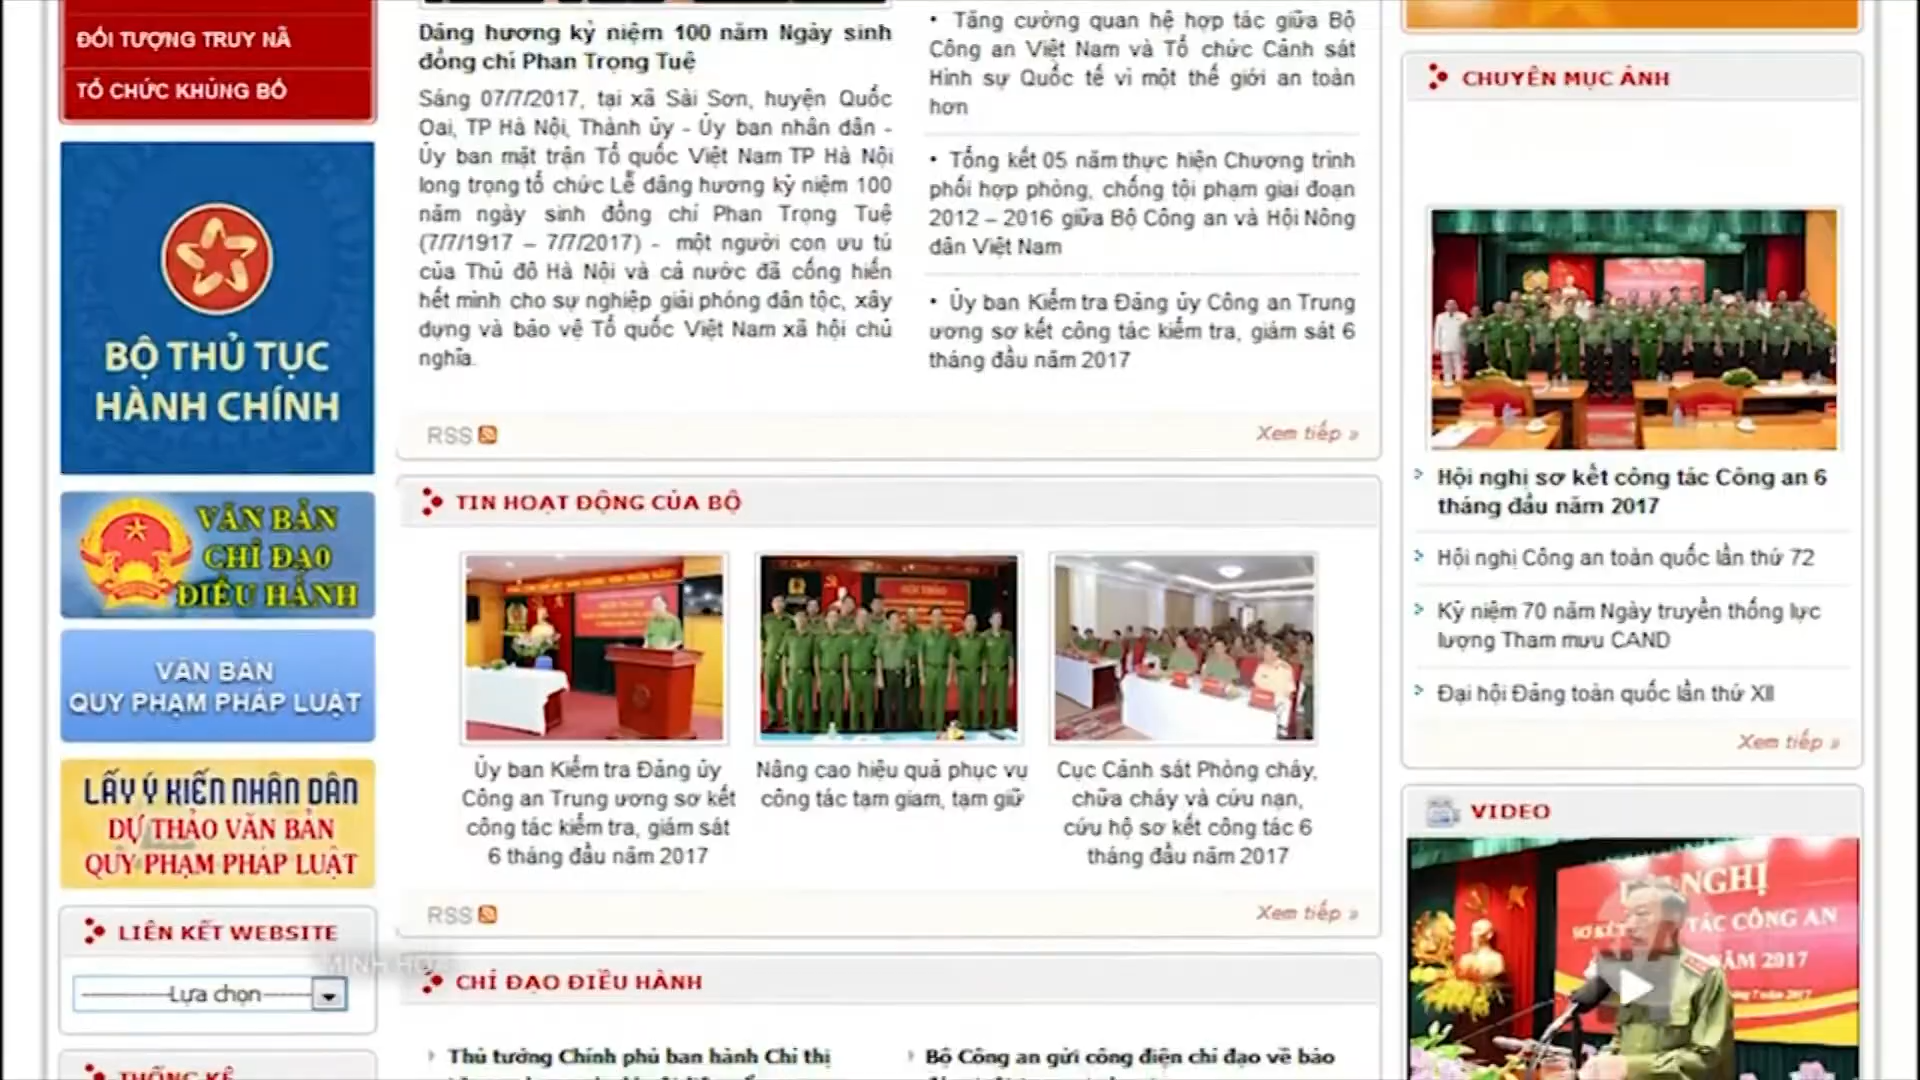 ĐỐI TƯỢNG TRUY NÃ
TỔ CHỨC KHỦNG BỐ
BỘ THỦ TỤC
HÀNH CHÍNH
VĂN BẢN
CHỈ ĐẠO
ĐIỀU HÀNH
VĂN BẢN
QUY PHẠM PHÁP LUẬT
LẤY Ý KIẾN NHÂN DÂN
DỰ THẢO VĂN BẢN
QUY PHẠM PHÁP LUẬT
LIÊN KẾT WEBSITE
Lựa chọn
THỐNG KÊ
Dâng hương kỷ niệm 100 năm Ngày sinh
đồng chí Phan Trọng Tuệ
Sáng 07/7/2017, tại xã Sài Sơn, huyện Quốc
Oai, TP Hà Nội, Thành ủy - Ủy ban nhân dân -
Ủy ban mặt trận Tổ quốc Việt Nam TP Hà Nội
long trọng tổ chức Lễ dâng hương kỷ niệm 100
năm ngày sinh đồng chí Phan Trọng Tuệ
(7/7/1917 – 7/7/2017) - một người con ưu tú
của Thủ đô Hà Nội và cả nước đã cống hiến
hết mình cho sự nghiệp giải phóng dân tộc, xây
dựng và bảo vệ Tổ quốc Việt Nam xã hội chủ
nghĩa.
• Tăng cường quan hệ hợp tác giữa Bộ
Công an Việt Nam và Tổ chức Cảnh sát
Hình sự Quốc tế vì một thế giới an toàn
hơn
• Tổng kết 05 năm thực hiện Chương trình
phối hợp phòng, chống tội phạm giai đoạn
2012 – 2016 giữa Bộ Công an và Hội Nông
dân Việt Nam
• Ủy ban Kiểm tra Đảng ủy Công an Trung
ương sơ kết công tác kiểm tra, giám sát 6
tháng đầu năm 2017
RSS
Xem tiếp »
TIN HOẠT ĐỘNG CỦA BỘ
Ủy ban Kiểm tra Đảng ủy
Công an Trung ương sơ kết
công tác kiểm tra, giám sát
6 tháng đầu năm 2017
HỘI THẢO
Nâng cao hiệu quả phục vụ
công tác tạm giam, tạm giữ
Cục Cảnh sát Phòng cháy,
chữa cháy và cứu nạn,
cứu hộ sơ kết công tác 6
tháng đầu năm 2017
RSS
Xem tiếp »
MINH HỌA
CHỈ ĐẠO ĐIỀU HÀNH
Thủ tướng Chính phủ ban hành Chỉ thị
Bộ Công an gửi công điện chỉ đạo về bảo
CHUYÊN MỤC ẢNH
Hội nghị sơ kết công tác Công an 6
tháng đầu năm 2017
Hội nghị Công an toàn quốc lần thứ 72
Kỷ niệm 70 năm Ngày truyền thống lực
lượng Tham mưu CAND
Đại hội Đảng toàn quốc lần thứ XII
Xem tiếp »
VIDEO
NGHỊ
SƠ KẾT TÁC CÔNG AN
NĂM 2017